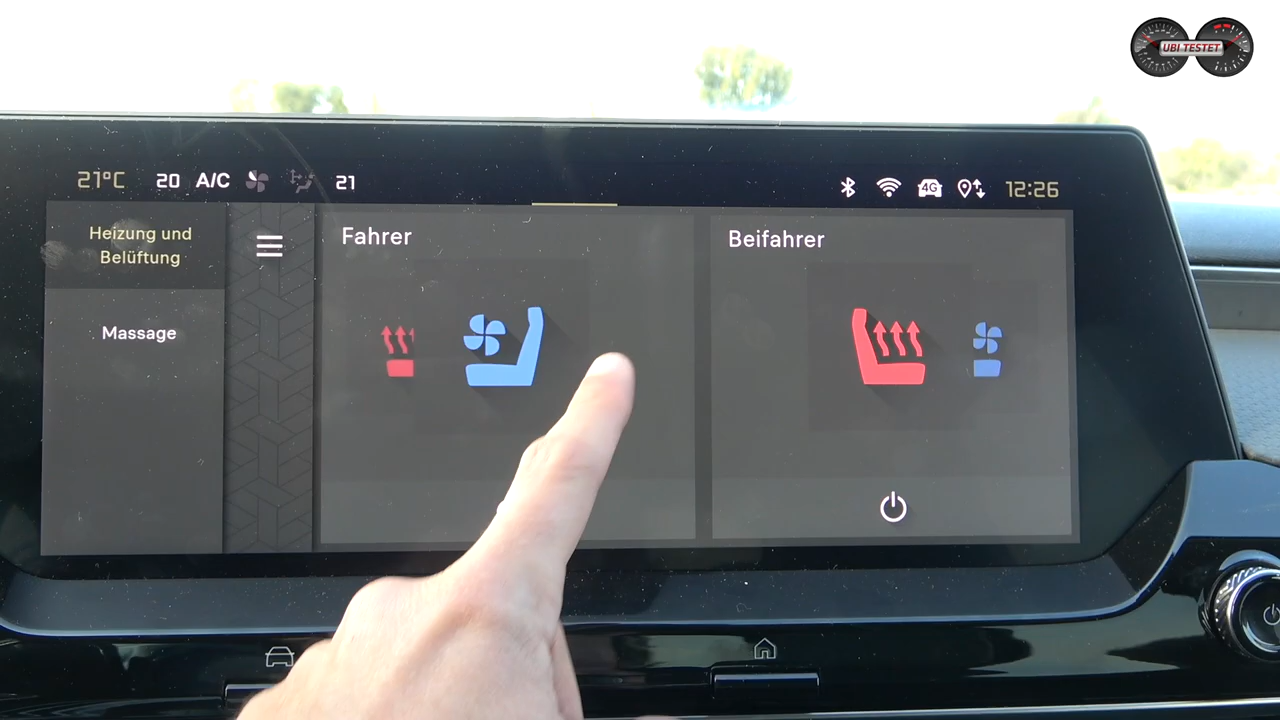 UBI TESTET
21°C 20 A/C 21 4G 12:26
Heizung und
Belüftung
Massage
Fahrer
Beifahrer